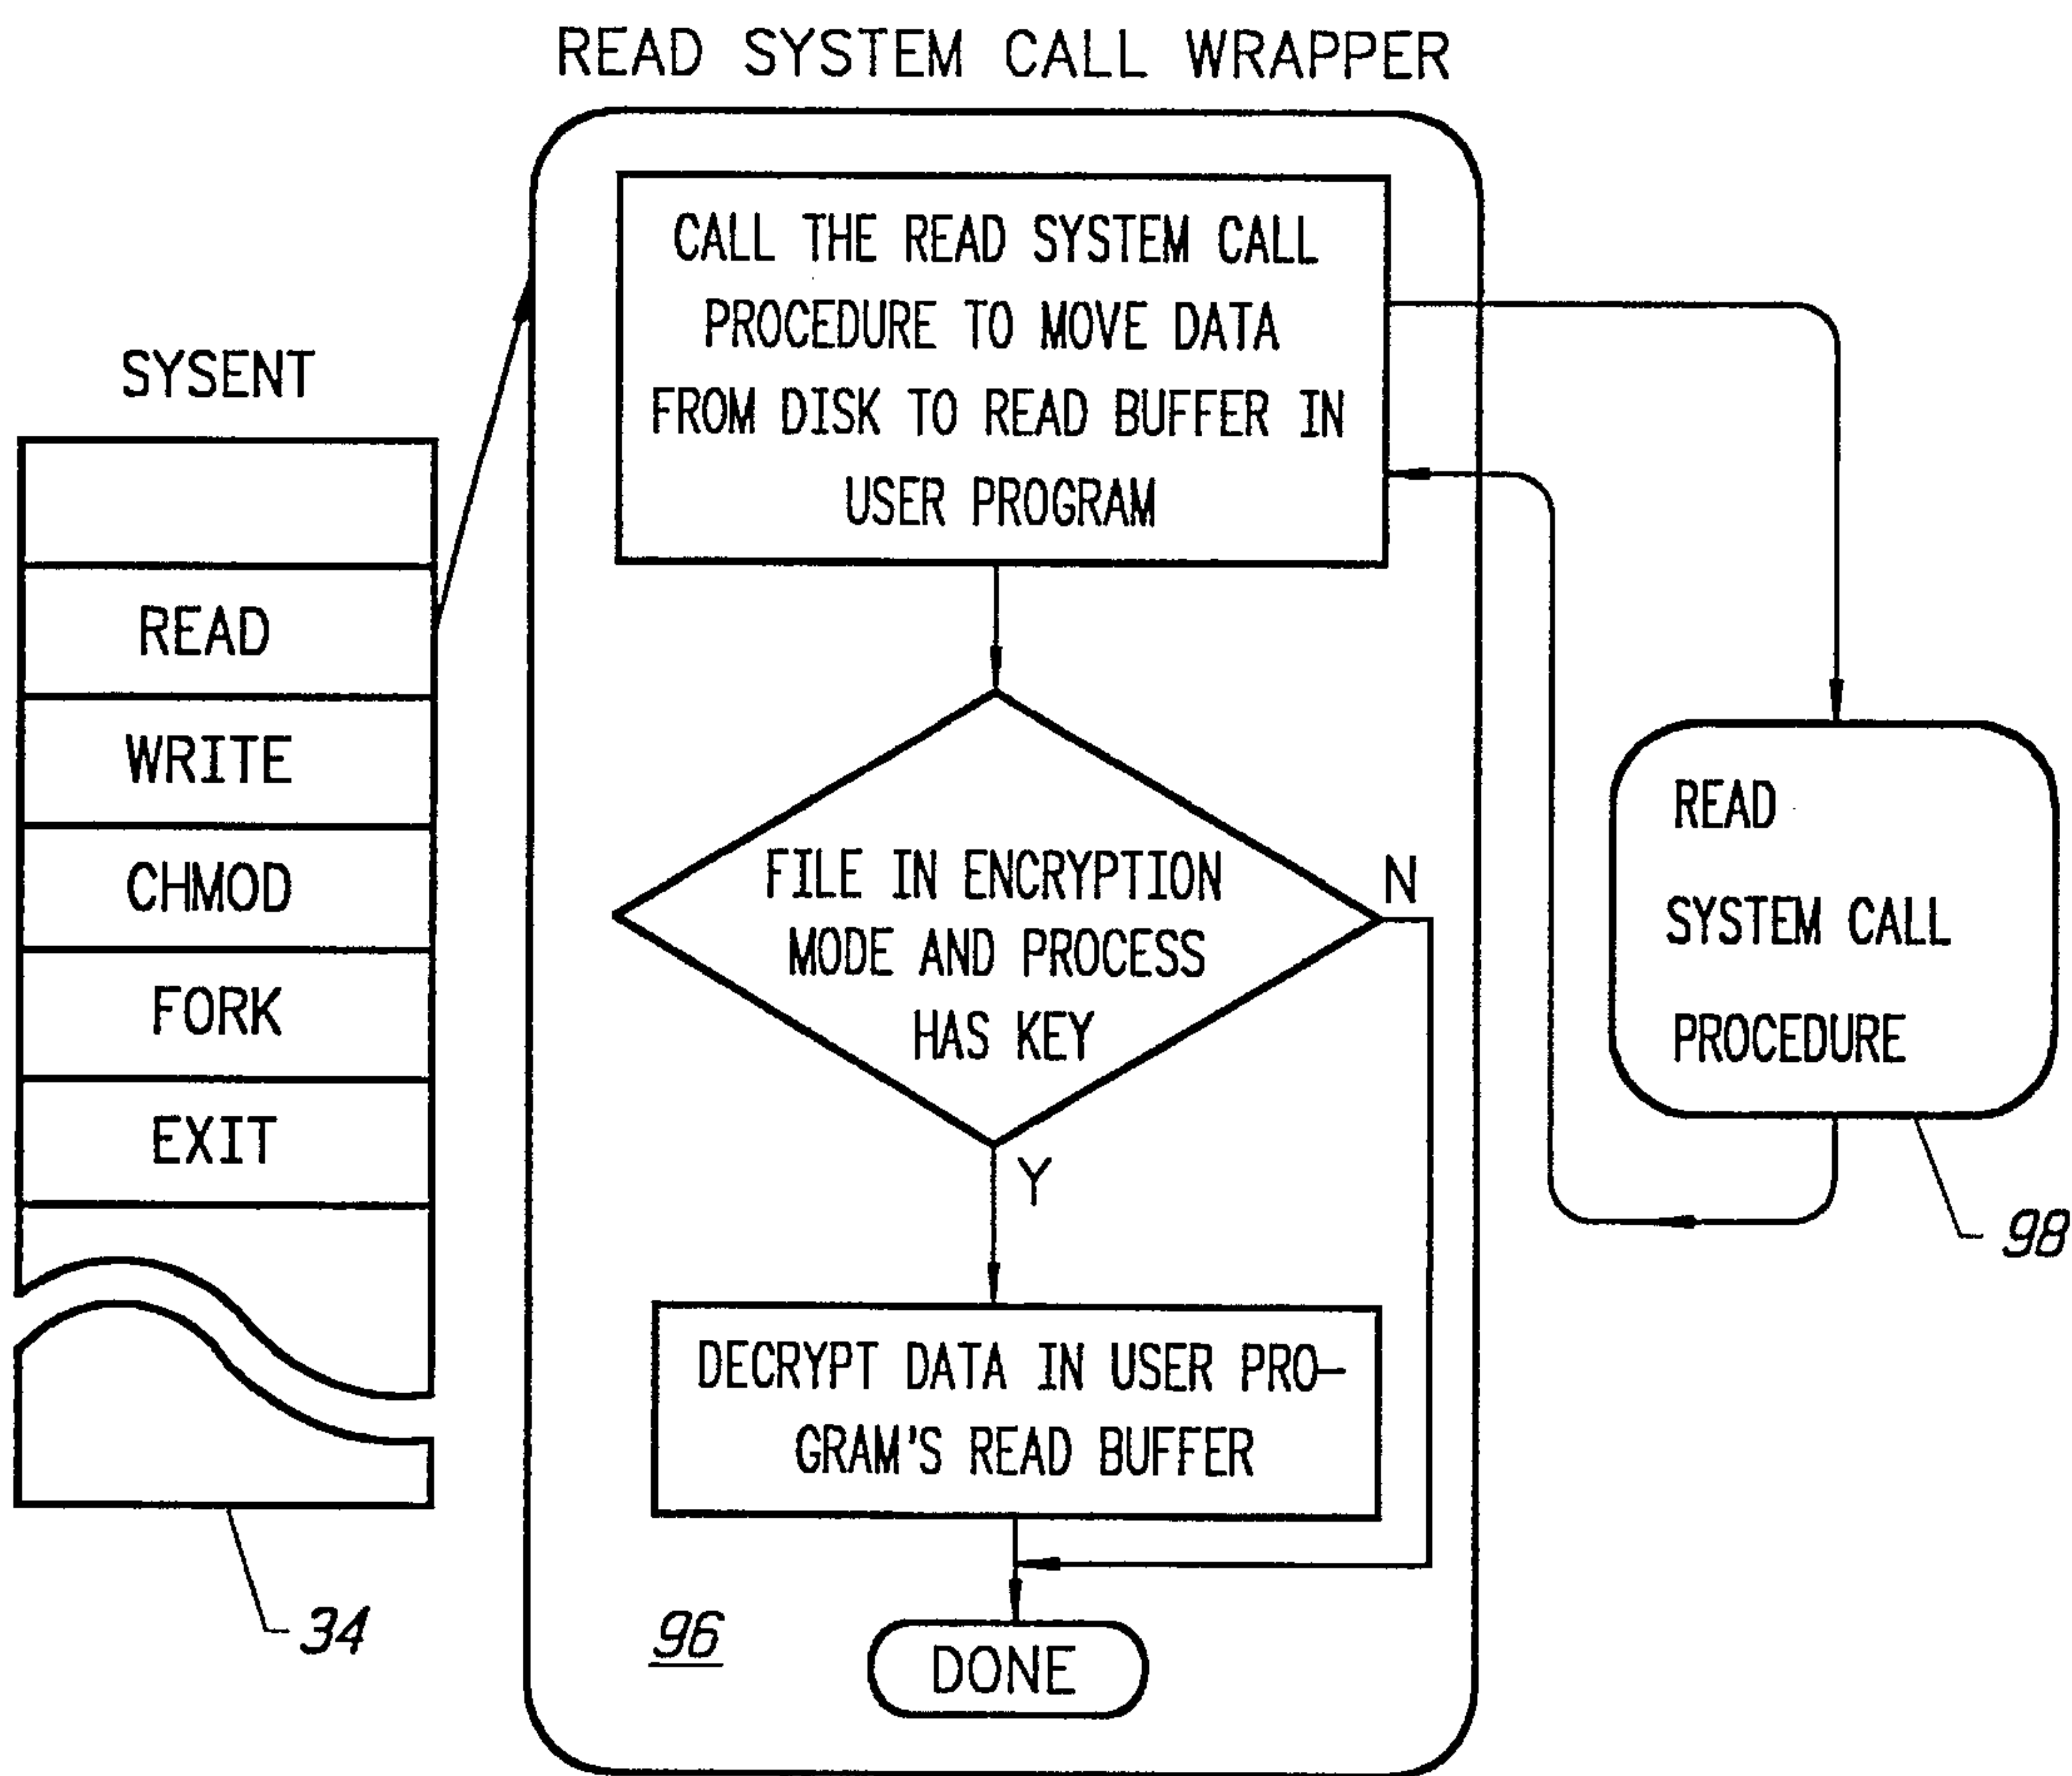 READ SYSTEM CALL WRAPPER
SYSENT
READ
WRITE
CHMOD
FORK
EXIT
34
CALL THE READ SYSTEM CALL
PROCEDURE TO MOVE DATA
FROM DISK TO READ BUFFER IN
USER PROGRAM
FILE IN ENCRYPTION
MODE AND PROCESS
HAS KEY
N
Y
DECRYPT DATA IN USER PRO-
GRAM'S READ BUFFER
96
DONE
READ
SYSTEM CALL
PROCEDURE
98